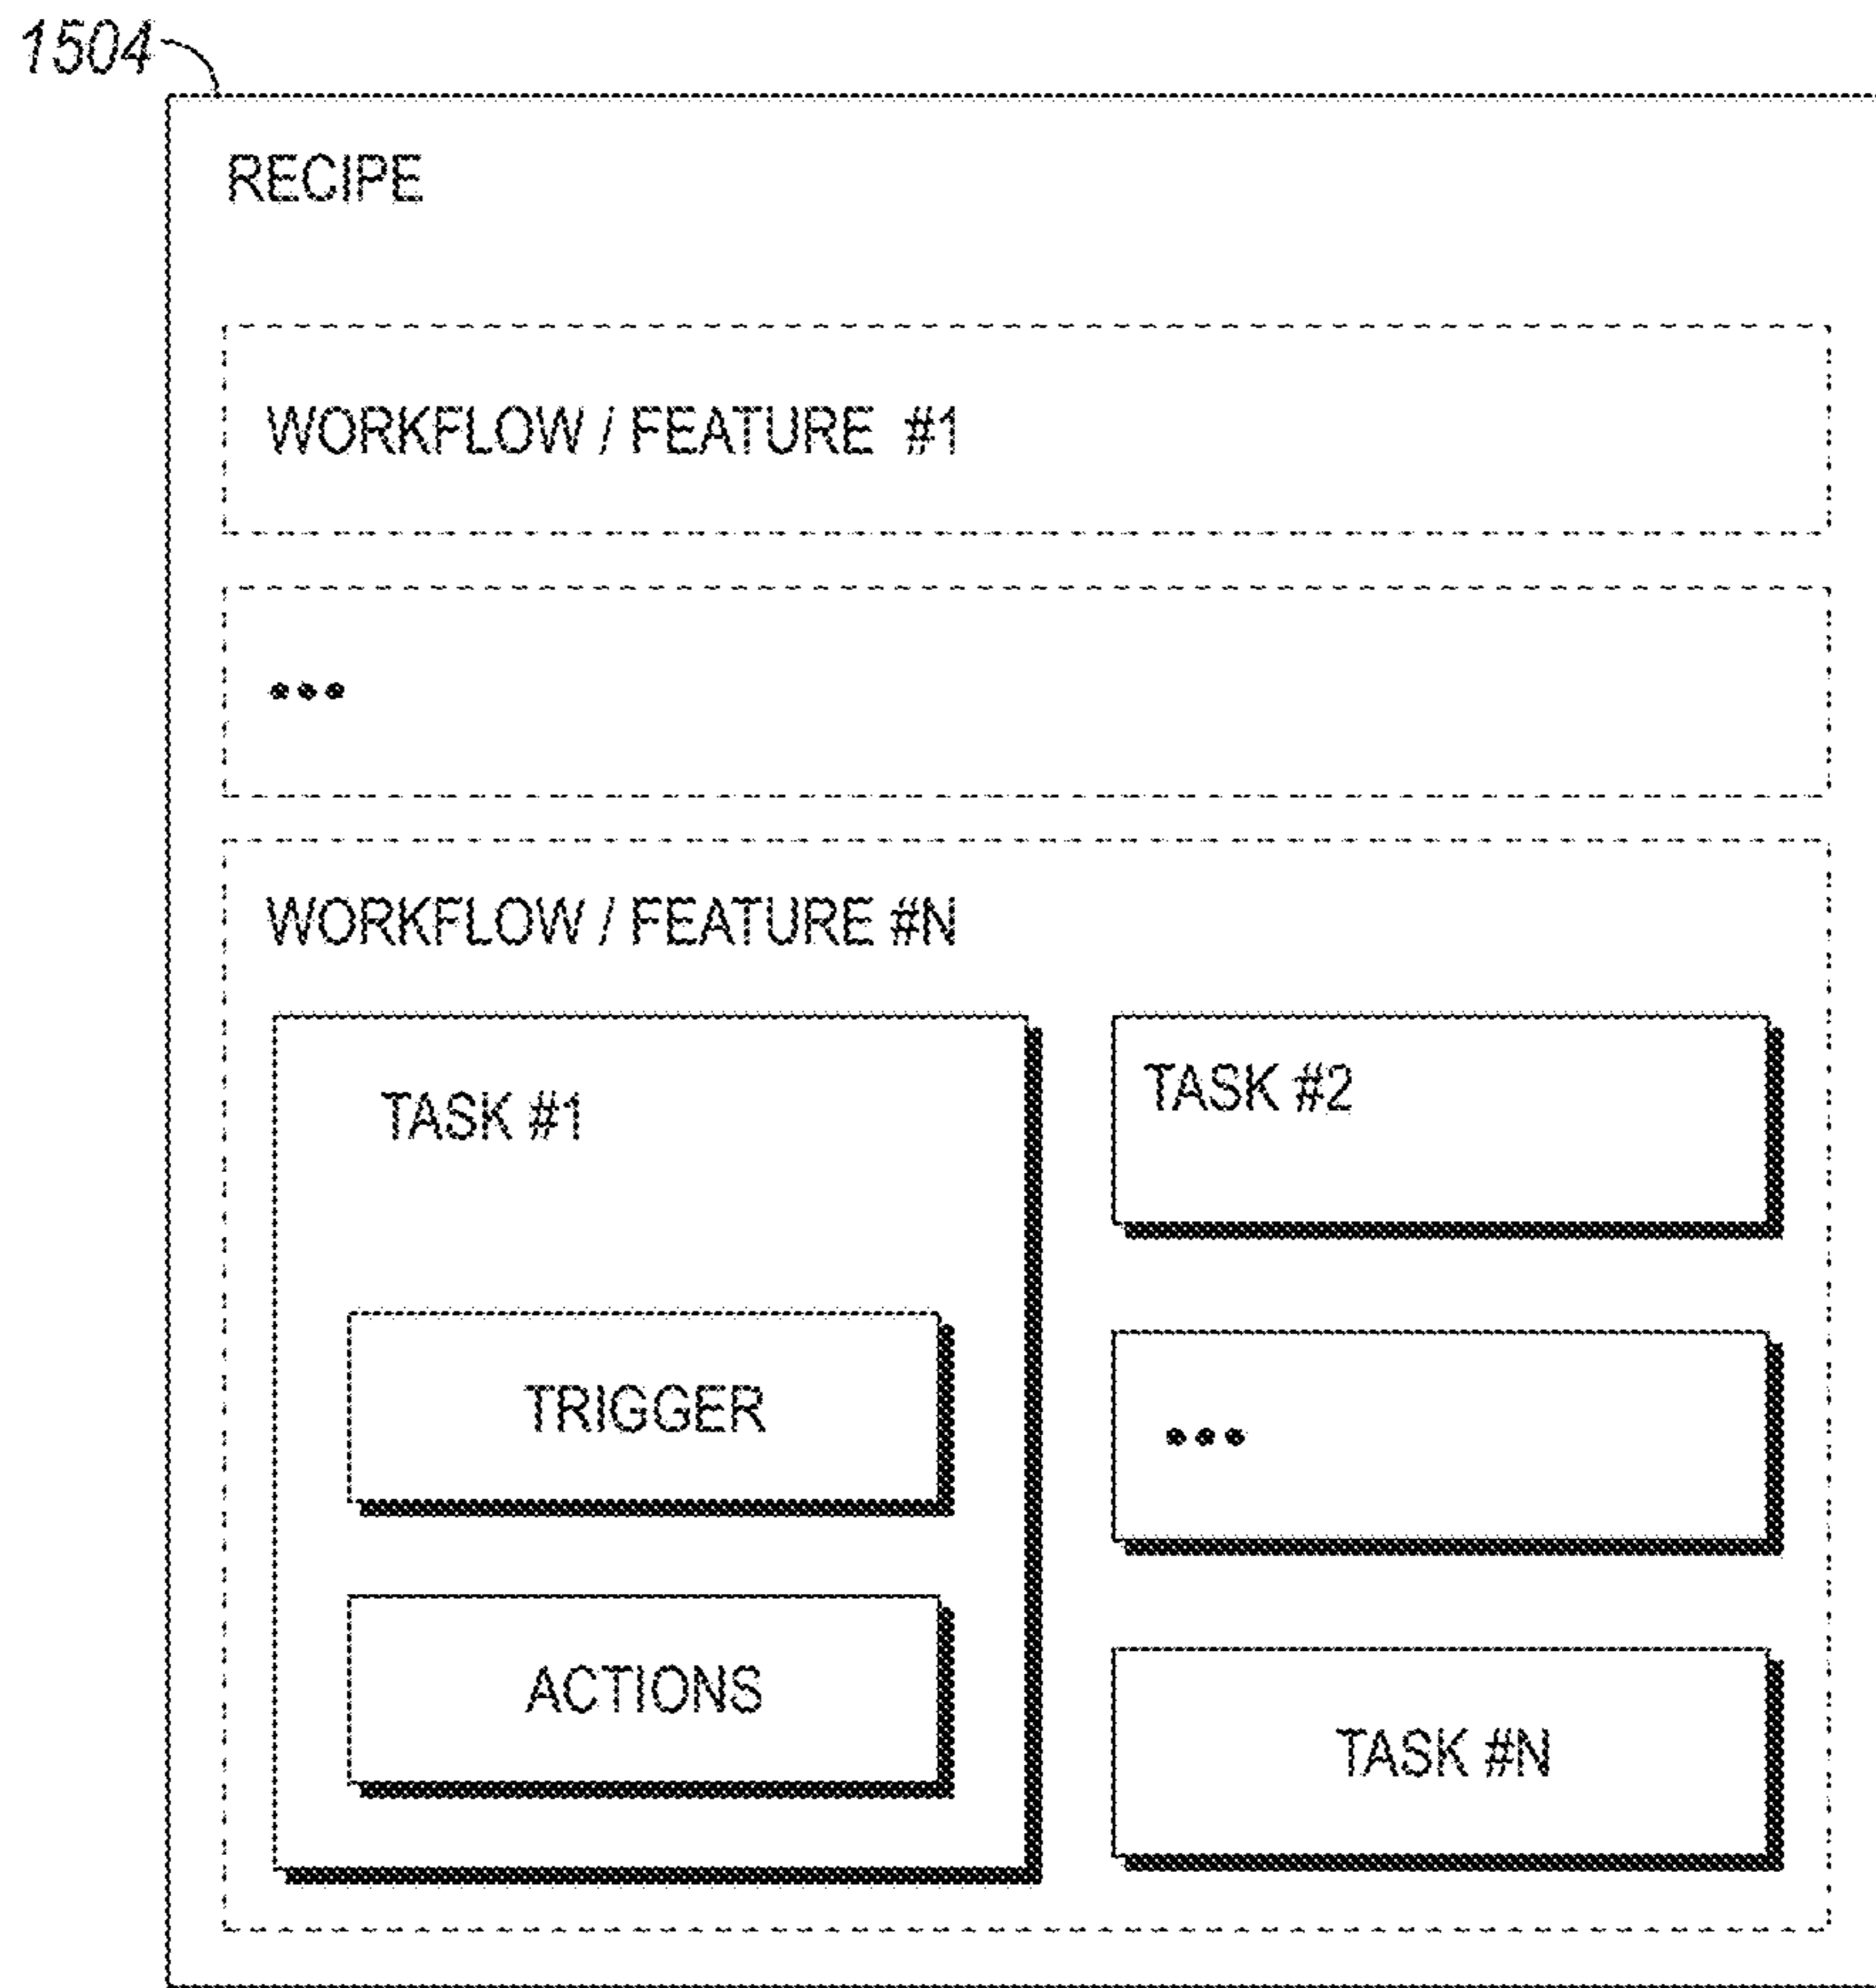 1504
RECIPE
WORKFLOW / FEATURE #1
•••
WORKFLOW / FEATURE #N
TASK #1
TRIGGER
ACTIONS
TASK #2
•••
TASK #N